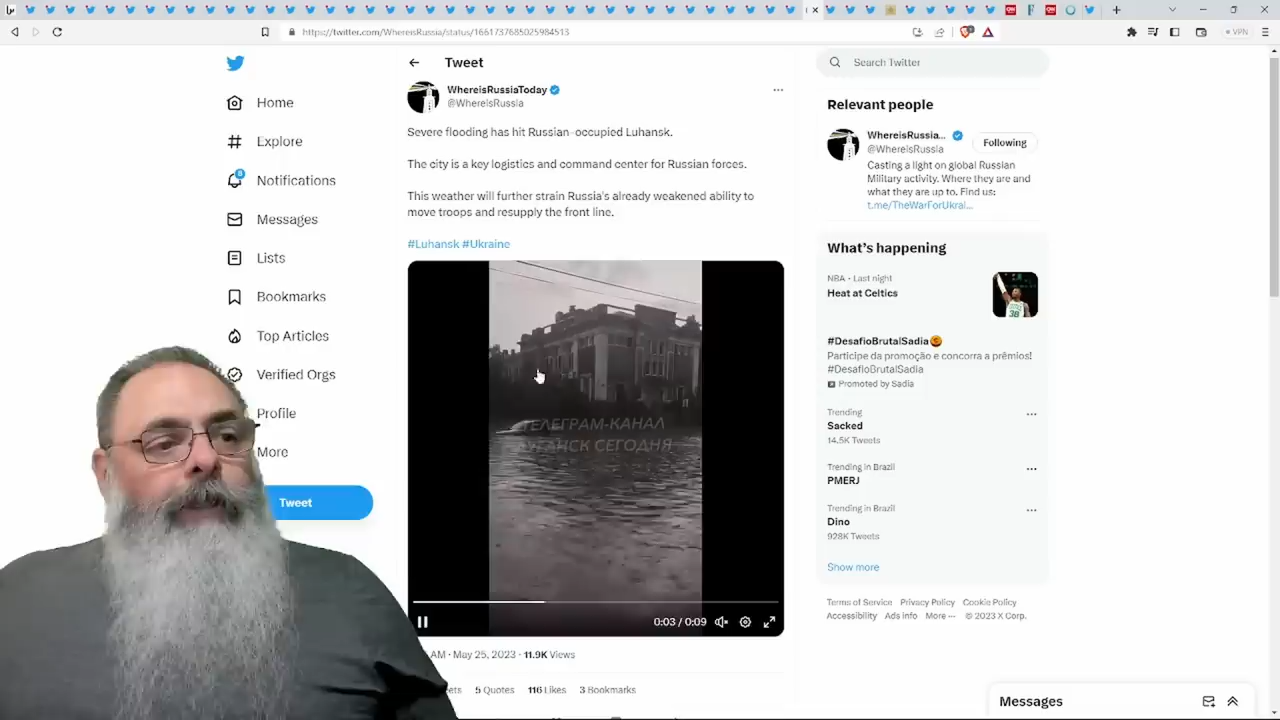 https://twitter.com/WhereisRussia/status/1661737685025984513
VPN
Home
Explore
8
Notifications
Messages
Lists
Bookmarks
Top Articles
Verified Orgs
Profile
More
Tweet
Tweet
WhereisRussiaToday
@WhereisRussia
Severe flooding has hit Russian-occupied Luhansk.
The city is a key logistics and command center for Russian forces.
This weather will further strain Russia's already weakened ability to
move troops and resupply the front line.
#Luhansk #Ukraine
ТЕЛЕГРАМ-КАНАЛ
СЕГОДНЯ
0:03 / 0:09
AM · May 25, 2023 · 11.9K Views
5 Quotes 116 Likes 3 Bookmarks
Search Twitter
Relevant people
WhereisRussia...
@WhereisRussia
Following
Casting a light on global Russian
Military activity. Where they are and
what they are up to. Find us:
t.me/TheWarForUkrai...
What's happening
NBA · Last night
Heat at Celtics
#DesafioBrutalSadia
Participe da promoção e concorra a prêmios!
#DesafioBrutalSadia
Promoted by Sadia
Trending
Sacked
14.5K Tweets
Trending in Brazil
PMERJ
Trending in Brazil
Dino
928K Tweets
Show more
Terms of Service Privacy Policy Cookie Policy
Accessibility Ads info More ··· © 2023 X Corp.
Messages